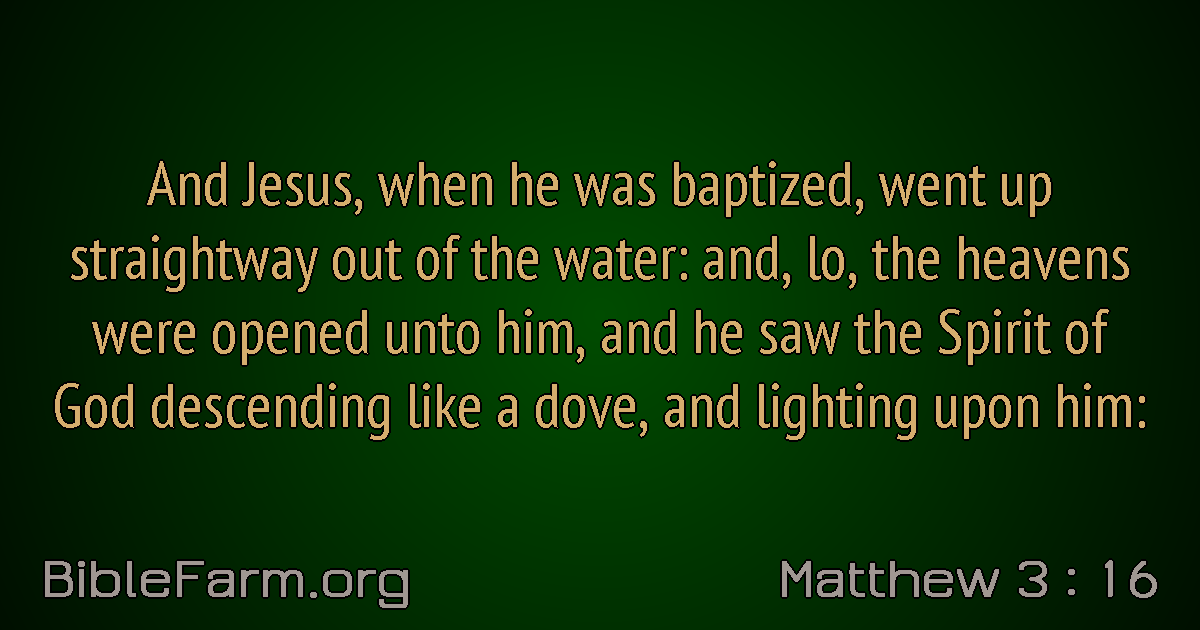 And Jesus, when he was baptized, went up
straightway out of the water: and, lo, the heavens
were opened unto him, and he saw the Spirit of
God descending like a dove, and lighting upon him:
BibleFarm.org
Matthew 3 : 16